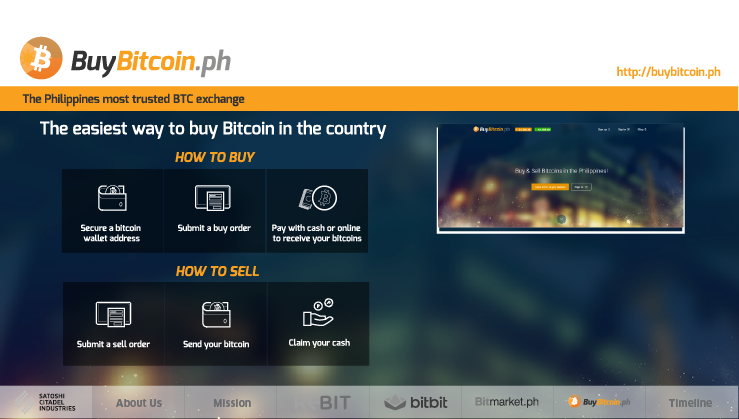 BuyBitcoin.ph
http://buybitcoin.ph
The Philippines most trusted BTC exchange
The easiest way to buy Bitcoin in the country
HOW TO BUY
Secure a bitcoin
wallet address
Submit a buy order
Pay with cash or online
to receive your bitcoins
HOW TO SELL
Submit a sell order
Send your bitcoin
Claim your cash
BuyBitcoin.ph
Buy & Sell Bitcoins in the Philippines!
SATOSHI
CITADEL
INDUSTRIES
About Us
Mission
BIT
bitbit
Bitmarket.ph
BuyBitcoin.ph
Timeline